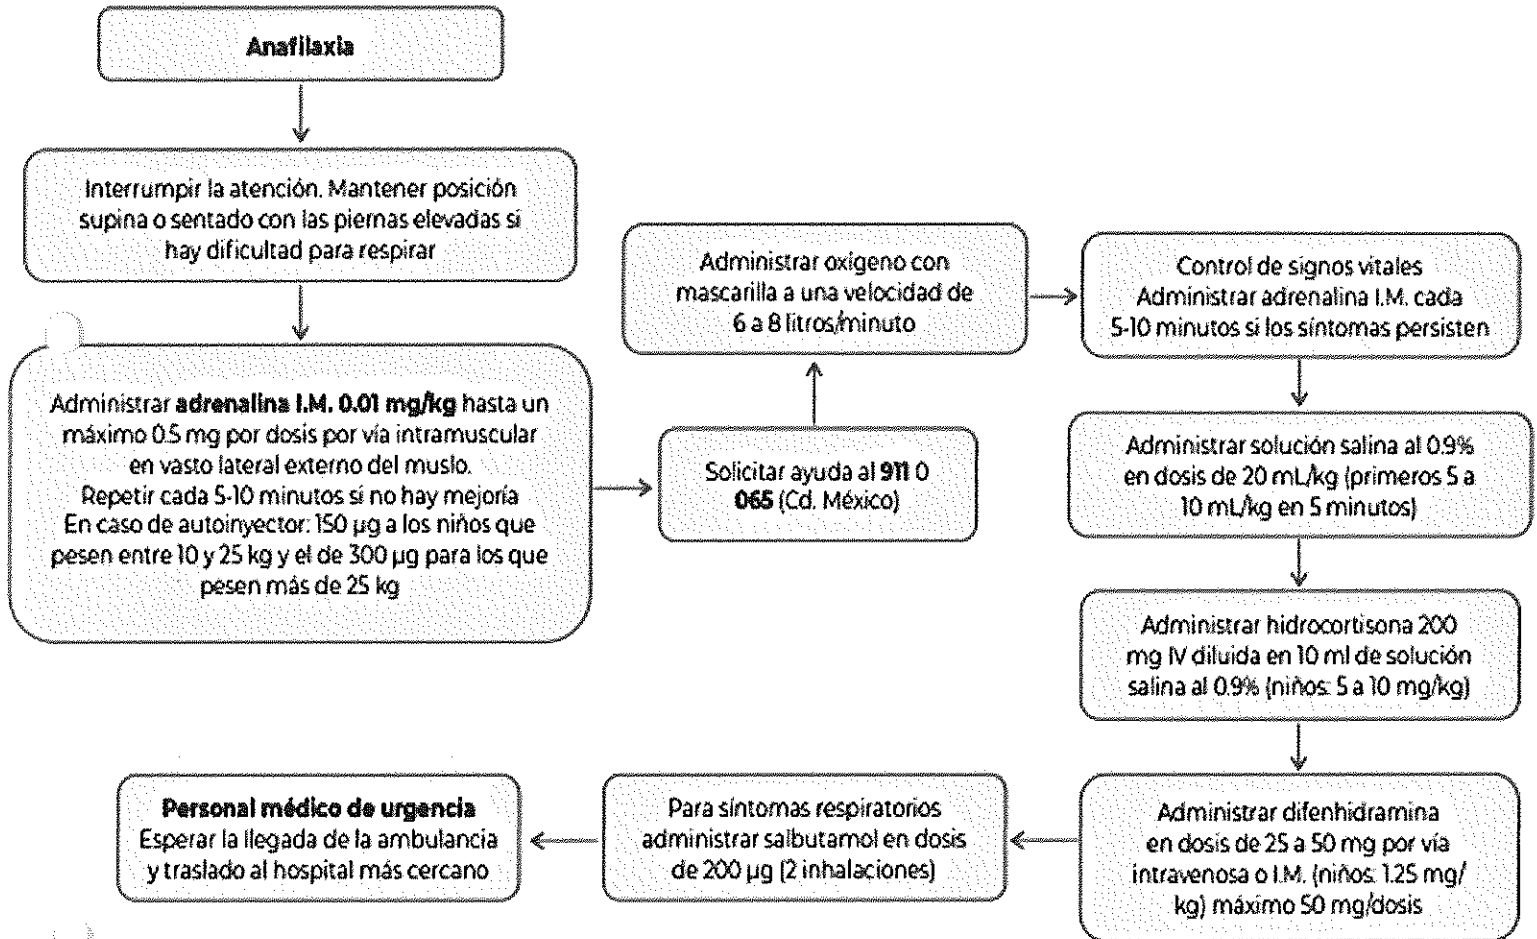 Anafilaxia
Interrumpir la atención. Mantener posición
supina o sentado con las piernas elevadas si
hay dificultad para respirar
Administrar adrenalina I.M. 0.01 mg/kg hasta un
máximo 0.5 mg por dosis por vía intramuscular
en vasto lateral externo del muslo.
Repetir cada 5-10 minutos si no hay mejoría
En caso de autoinyector: 150 µg a los niños que
pesen entre 10 y 25 kg y el de 300 µg para los que
pesen más de 25 kg
Solicitar ayuda al 911 O
065 (Cd. México)
Administrar oxígeno con
mascarilla a una velocidad de
6 a 8 litros/minuto
Control de signos vitales
Administrar adrenalina I.M. cada
5-10 minutos si los síntomas persisten
Administrar solución salina al 0.9%
en dosis de 20 mL/kg (primeros 5 a
10 mL/kg en 5 minutos)
Administrar hidrocortisona 200
mg IV diluida en 10 ml de solución
salina al 0.9% (niños: 5 a 10 mg/kg)
Administrar difenhidramina
en dosis de 25 a 50 mg por vía
intravenosa o I.M. (niños: 1.25 mg/
kg) máximo 50 mg/dosis
Para síntomas respiratorios
administrar salbutamol en dosis
de 200 µg (2 inhalaciones)
Personal médico de urgencia
Esperar la llegada de la ambulancia
y traslado al hospital más cercano